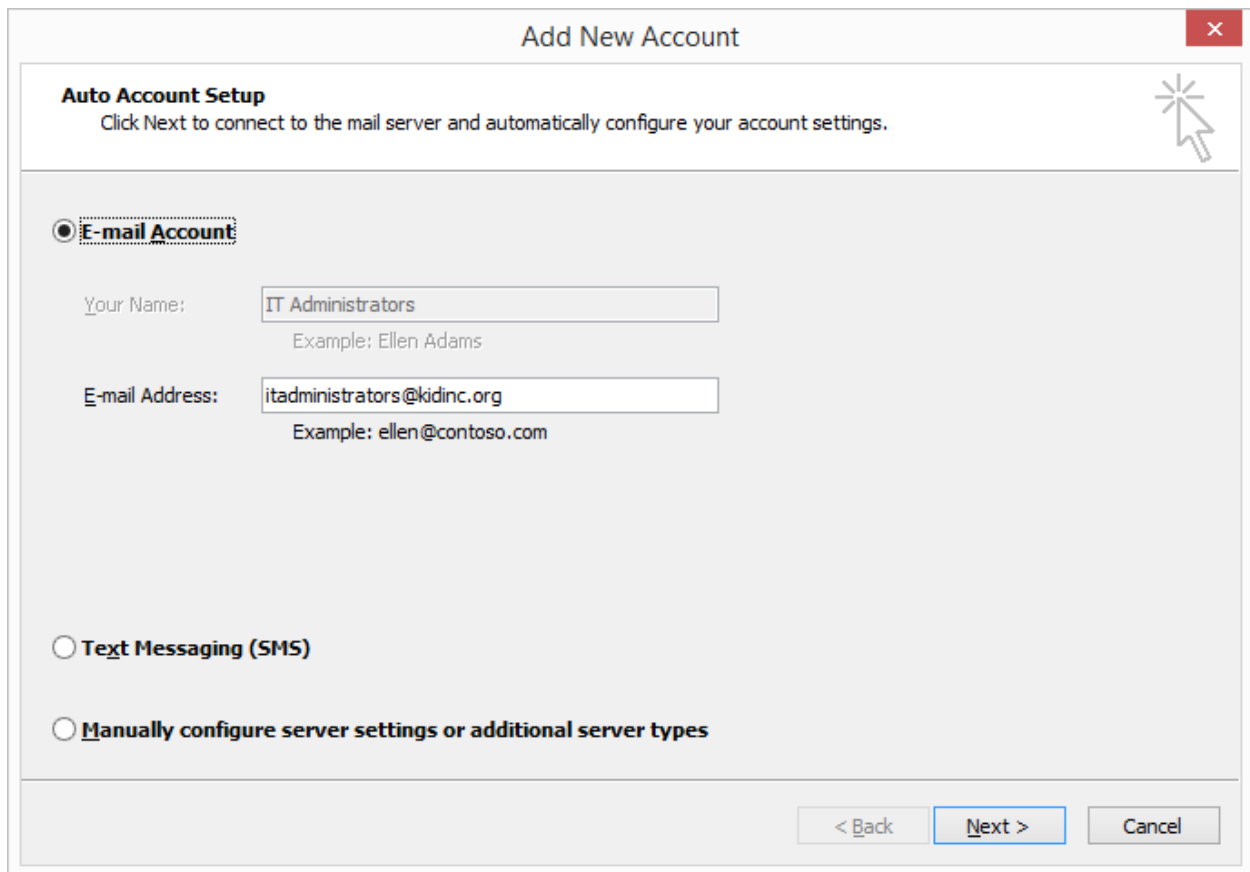 Add New Account
Auto Account Setup
Click Next to connect to the mail server and automatically configure your account settings.
E-mail Account
Your Name: IT Administrators
Example: Ellen Adams
E-mail Address: itadministrators@kidinc.org
Example: ellen@contoso.com
Text Messaging (SMS)
Manually configure server settings or additional server types
< Back Next > Cancel